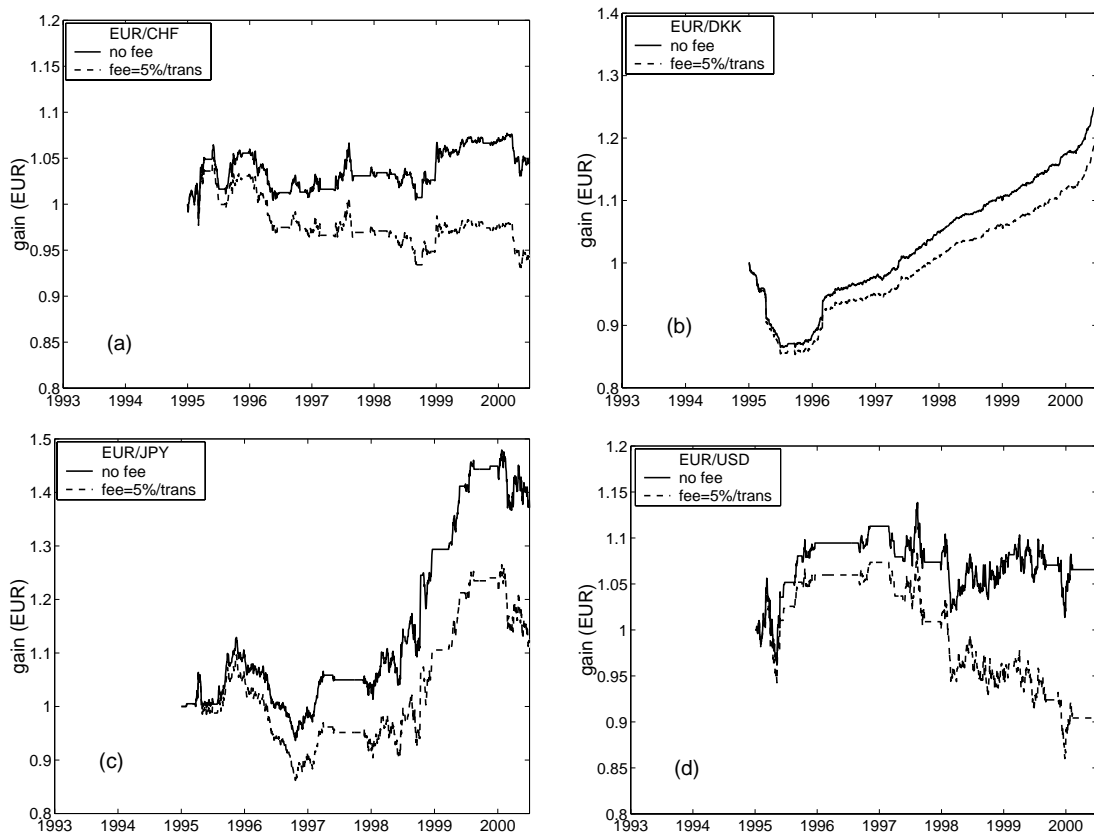 EUR/CHF
no fee
fee=5%/trans
1.2
1.15
1.1
1.05
1
0.95
0.9
0.85
0.8
gain (EUR)
(a)
1993 1994 1995 1996 1997 1998 1999 2000
EUR/DKK
no fee
fee=5%/trans
1.4
1.3
1.2
1.1
1
0.9
0.8
gain (EUR)
(b)
1993 1994 1995 1996 1997 1998 1999 2000
EUR/JPY
no fee
fee=5%/trans
1.5
1.4
1.3
1.2
1.1
1
0.9
0.8
gain (EUR)
(c)
1993 1994 1995 1996 1997 1998 1999 2000
EUR/USD
no fee
fee=5%/trans
1.2
1.15
1.1
1.05
1
0.95
0.9
0.85
0.8
gain (EUR)
(d)
1993 1994 1995 1996 1997 1998 1999 2000